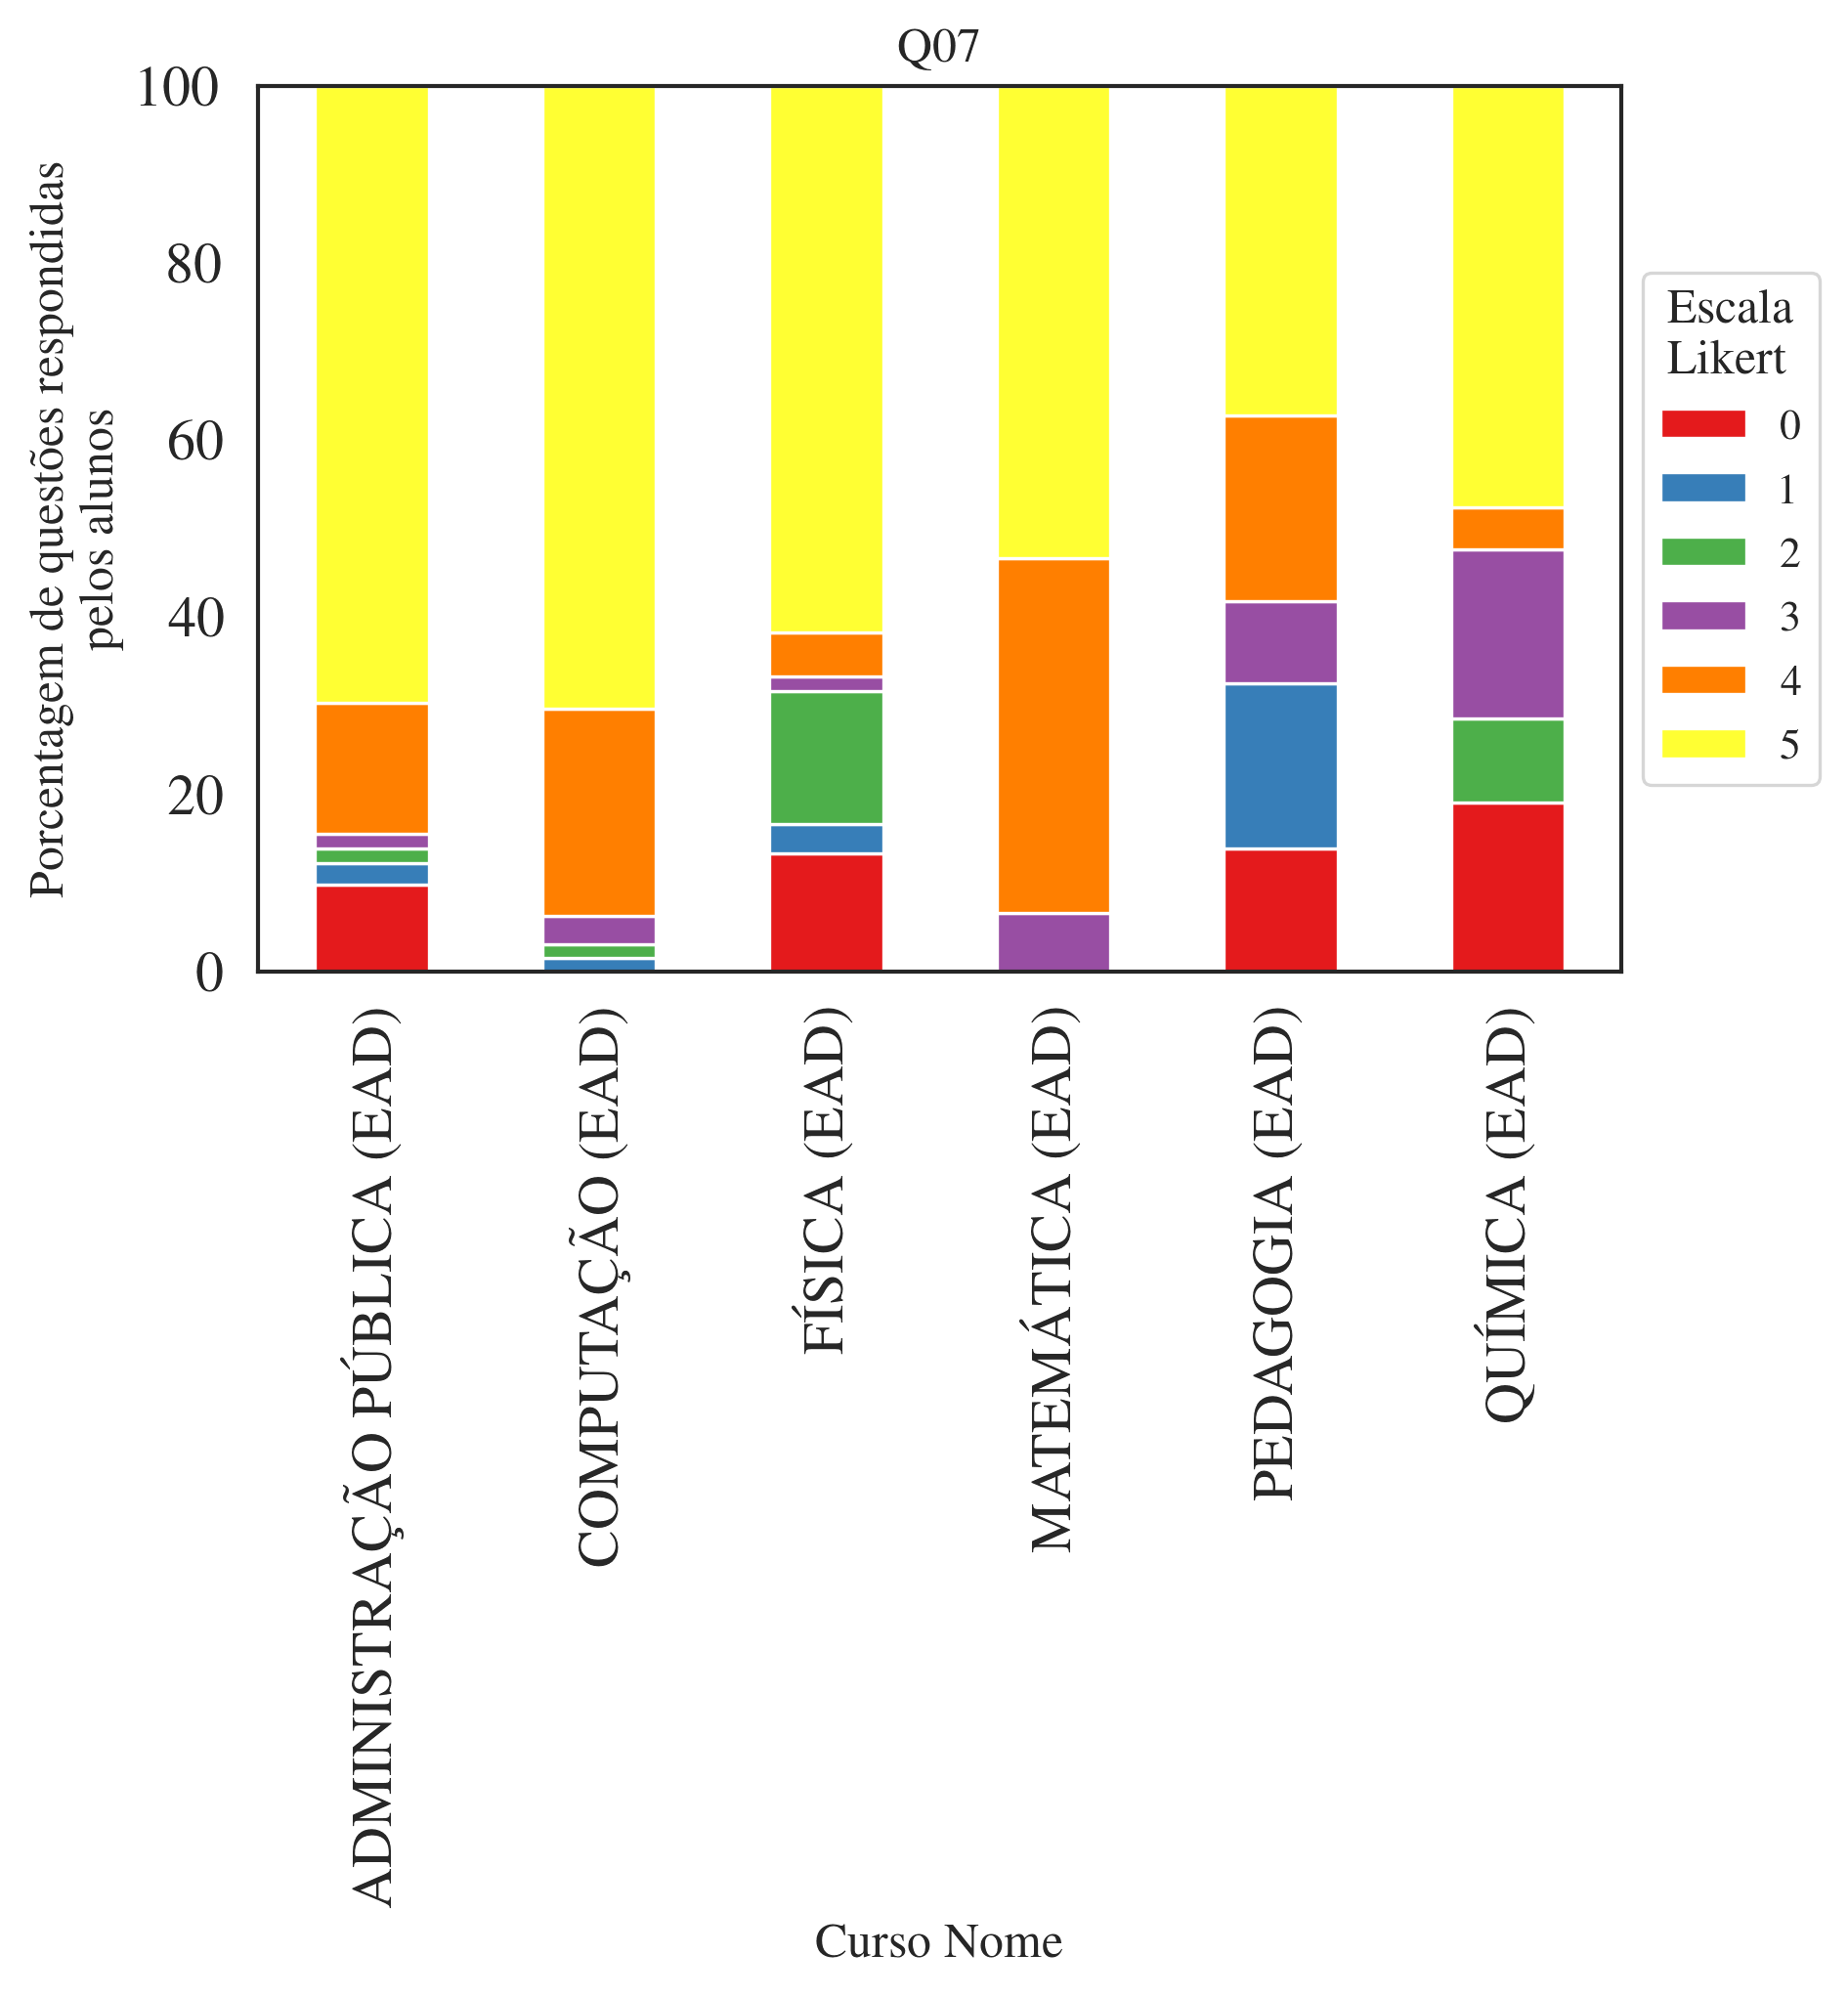 Q07
100
80
60
40
20
0
Porcentagem de questões respondidas
pelos alunos
Escala
Likert
0
1
2
3
4
5
ADMINISTRAÇÃO PÚBLICA (EAD)
COMPUTAÇÃO (EAD)
FÍSICA (EAD)
MATEMÁTICA (EAD)
PEDAGOGIA (EAD)
QUÍMICA (EAD)
Curso Nome